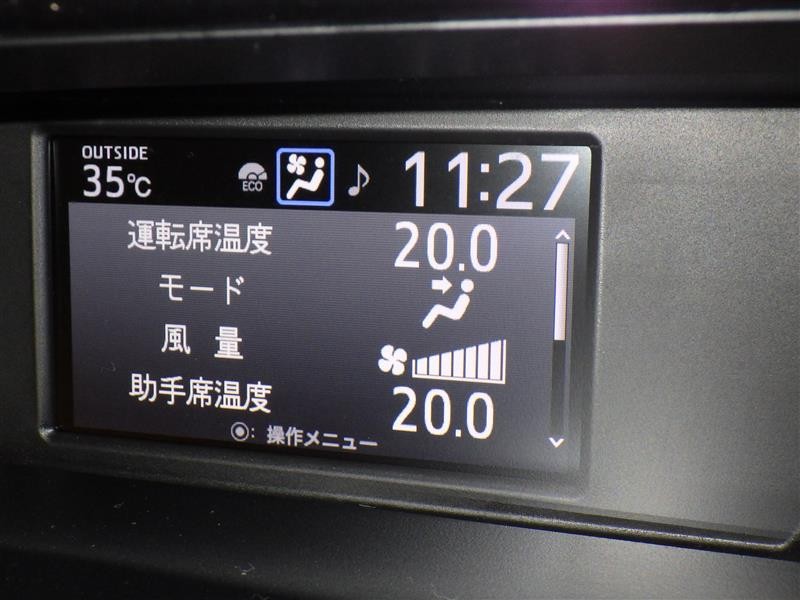 OUTSIDE
35℃
ECO
11:27
運転席温度 20.0
モード
風量
助手席温度 20.0
◉: 操作メニュー